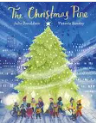 The Christmas Pine
Julia Donaldson Victoria Sandøy